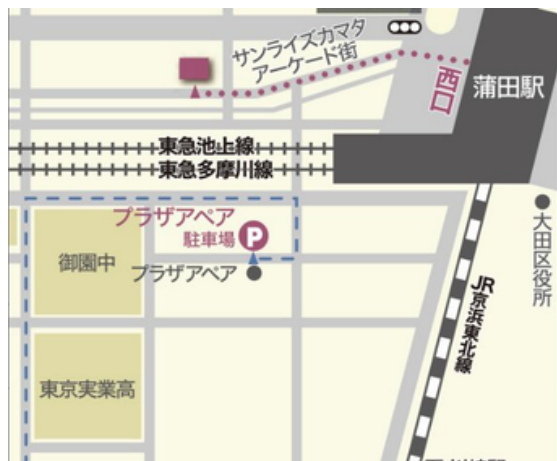 サンライズカマタ
アーケード街
西口
蒲田駅
東急池上線
東急多摩川線
プラザアペア
駐車場
P
プラザアペア
御園中
東京実業高
大田区役所
JR京浜東北線